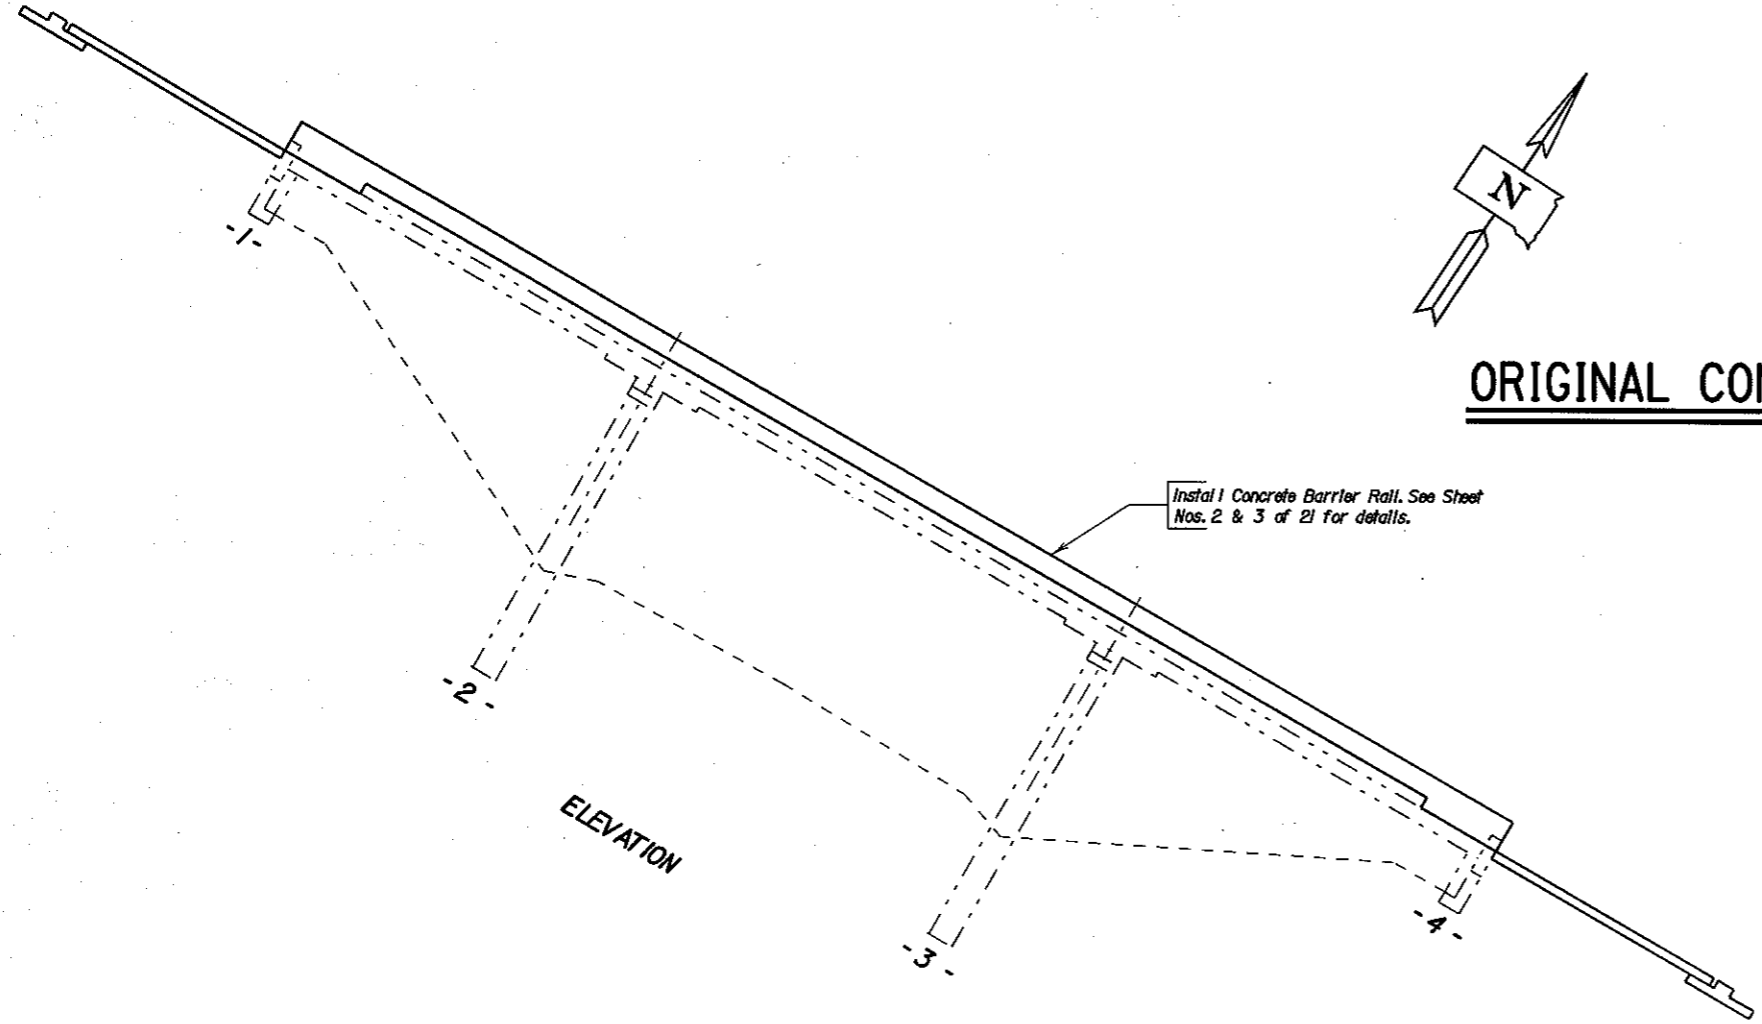 N
ORIGINAL CO
Install Concrete Barrier Rail. See Sheet
Nos. 2 & 3 of 21 for details.
-1-
-2-
-3-
-4-
ELEVATION